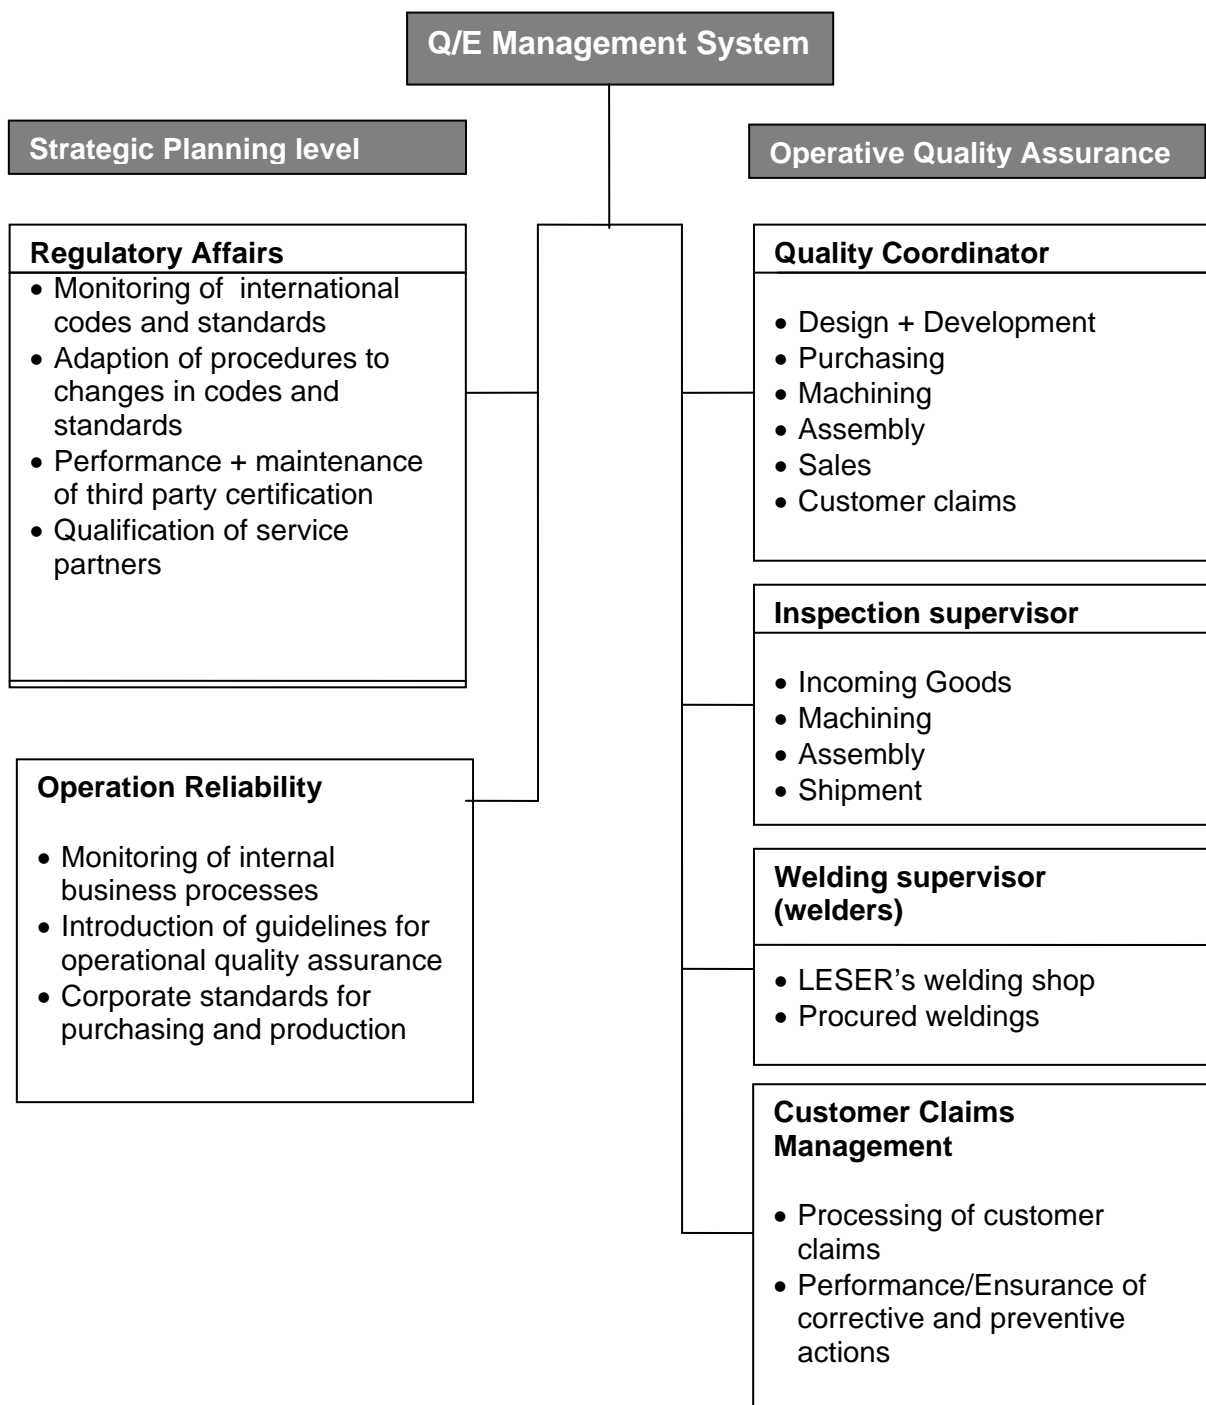 Q/E Management System
Strategic Planning level
Regulatory Affairs
• Monitoring of international
codes and standards
• Adaption of procedures to
changes in codes and
standards
• Performance + maintenance
of third party certification
• Qualification of service
partners
Operation Reliability
• Monitoring of internal
business processes
• Introduction of guidelines for
operational quality assurance
• Corporate standards for
purchasing and production
Operative Quality Assurance
Quality Coordinator
• Design + Development
• Purchasing
• Machining
• Assembly
• Sales
• Customer claims
Inspection supervisor
• Incoming Goods
• Machining
• Assembly
• Shipment
Welding supervisor
(welders)
• LESER’s welding shop
• Procured weldings
Customer Claims
Management
• Processing of customer
claims
• Performance/Ensurance of
corrective and preventive
actions